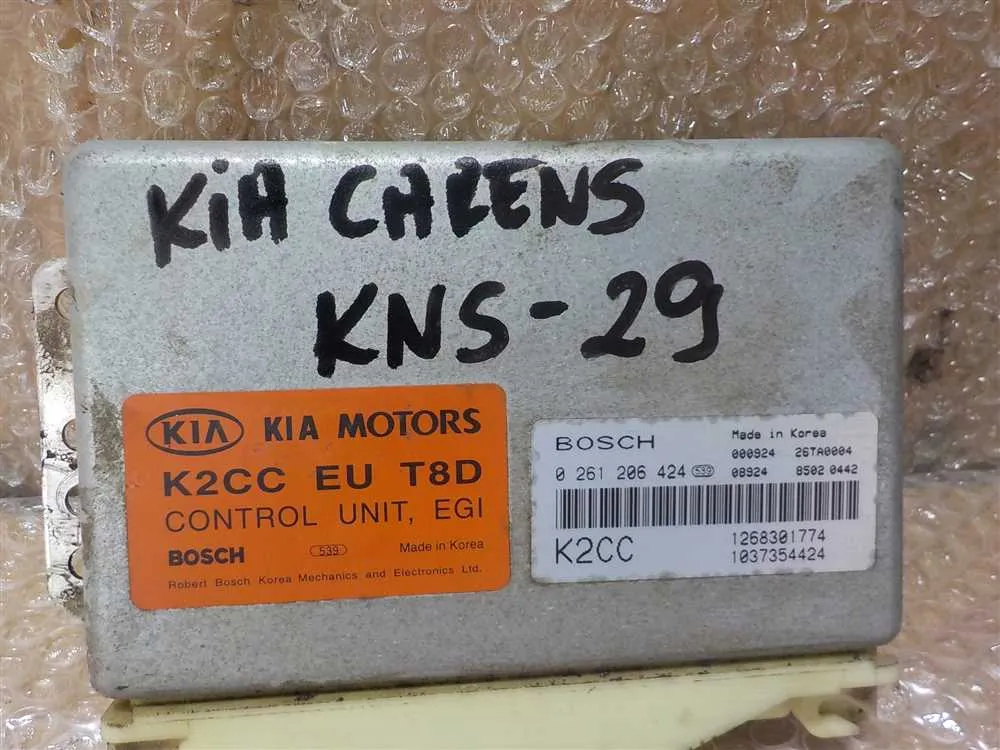 KiA CARENS
KNS-29
KIA KIA MOTORS
K2CC EU T8D
CONTROL UNIT, EGI
BOSCH 539 Made in Korea
Robert Bosch Korea Mechanics and Electronics Ltd.
BOSCH Made in Korea
000924 26TA0004
0 261 206 424 539 08924 8502 0442
1268301774
K2CC 1037354424